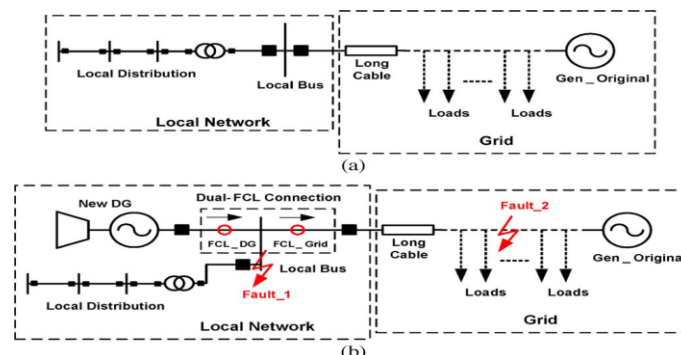 Local Distribution
Local Bus
Long
Cable
Loads
Loads
Gen_Original
Local Network
Grid
(a)
New DG
Dual-FCL Connection
FCL_DG
FCL_Grid
Fault_2
Long
Cable
Gen_Original
Local Bus
Fault_1
Loads
Loads
Local Distribution
Local Network
Grid
(b)